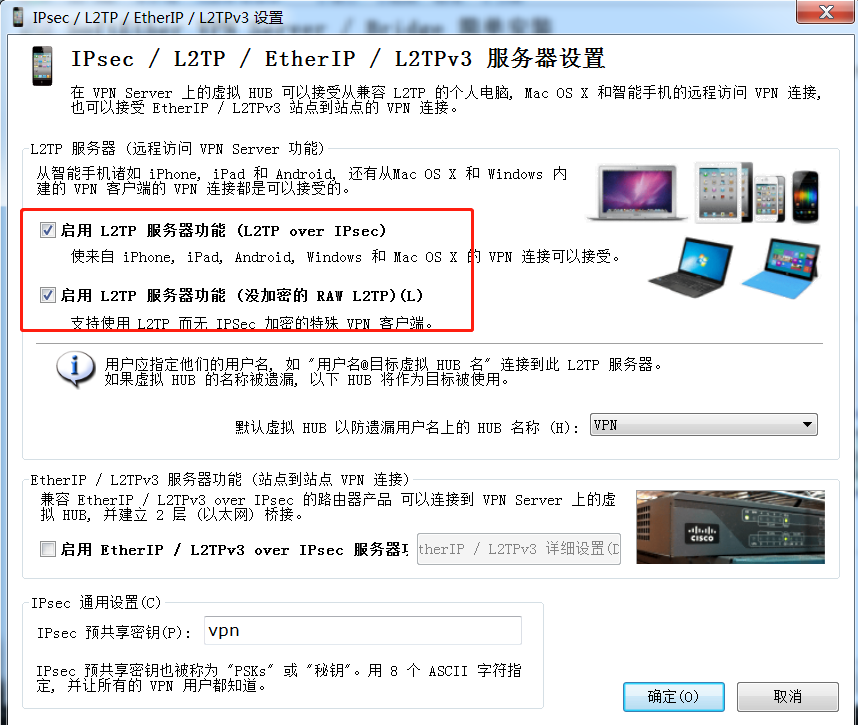 IPsec / L2TP / EtherIP / L2TPv3 设置
IPsec / L2TP / EtherIP / L2TPv3 服务器设置
在 VPN Server 上的虚拟 HUB 可以接受从兼容 L2TP 的个人电脑, Mac OS X 和智能手机的远程访问 VPN 连接,
也可以接受 EtherIP / L2TPv3 站点到站点的 VPN 连接。
L2TP 服务器 (远程访问 VPN Server 功能)
从智能手机诸如 iPhone, iPad 和 Android, 还有从Mac OS X 和 Windows 内
建的 VPN 客户端的 VPN 连接都是可以接受的。
启用 L2TP 服务器功能 (L2TP over IPsec)
使来自 iPhone, iPad, Android, Windows 和 Mac OS X 的 VPN 连接可以接受。
启用 L2TP 服务器功能 (没加密的 RAW L2TP)(L)
支持使用 L2TP 而无 IPSec 加密的特殊 VPN 客户端。
用户应指定他们的用户名, 如 "用户名@目标虚拟 HUB 名" 连接到此 L2TP 服务器。
如果虚拟 HUB 的名称被遗漏, 以下 HUB 将作为目标被使用。
默认虚拟 HUB 以防遗漏用户名上的 HUB 名称 (H): VPN
EtherIP / L2TPv3 服务器功能 (站点到站点 VPN 连接)
兼容 EtherIP / L2TPv3 over IPsec 的路由器产品 可以连接到 VPN Server 上的虚
拟 HUB, 并建立 2 层 (以太网) 桥接。
启用 EtherIP / L2TPv3 over IPsec 服务器 therIP / L2TPv3 详细设置(D
CISCO
IPsec 通用设置(C)
IPsec 预共享密钥(P): vpn
IPsec 预共享密钥也被称为 "PSKs" 或 "秘钥"。用 8 个 ASCII 字符指
定, 并让所有的 VPN 用户都知道。
确定(O) 取消